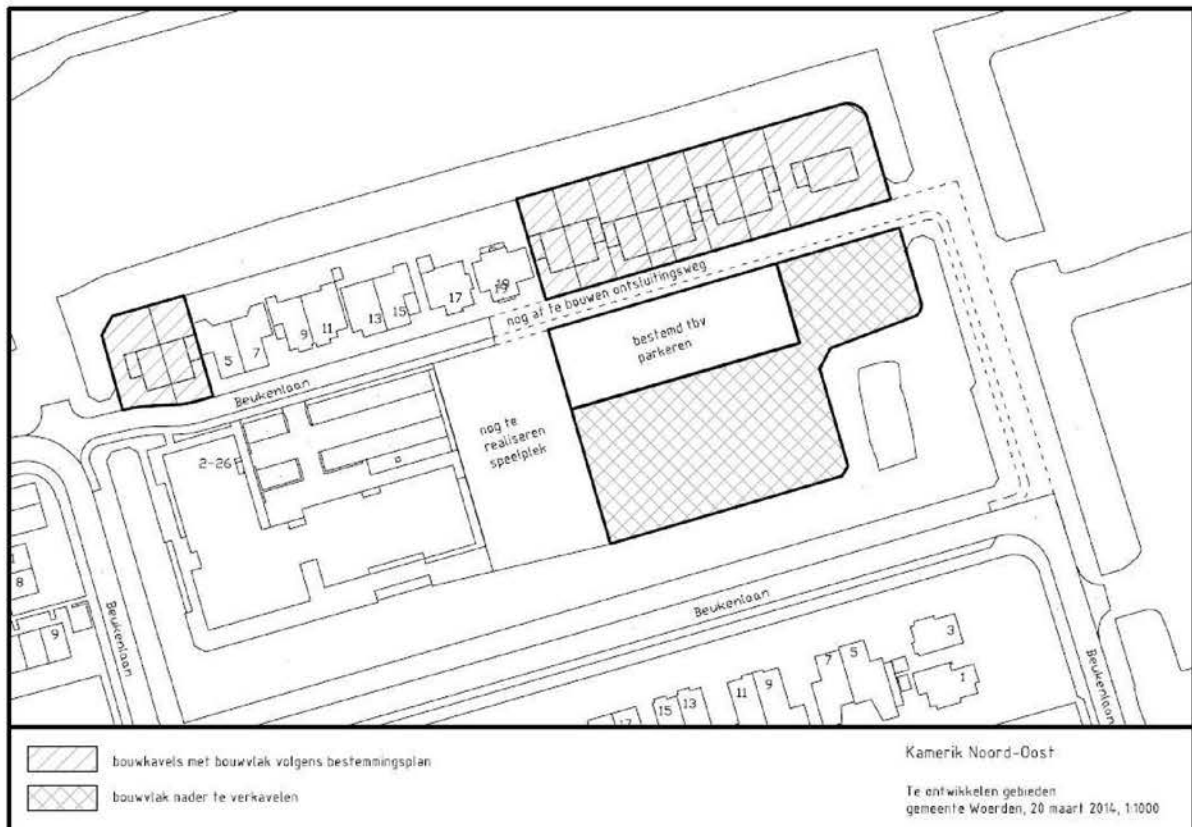 nog af te bouwen ontsluitingsweg
bestemd tbv
parkeren
5
7
9
11
13
15
17
19
Beukenlaan
nog te
realiseren
speelplek
2-26
8
9
Beukenlaan
Beukenlaan
Beukenlaan
3
1
5
7
9
11
13
15
17
bouwkavels met bouwvlak volgens bestemmingsplan
bouwvlak nader te verkavelen
Kamerik Noord-Oost
Te ontwikkelen gebieden
gemeente Woerden, 20 maart 2014, 1:1000